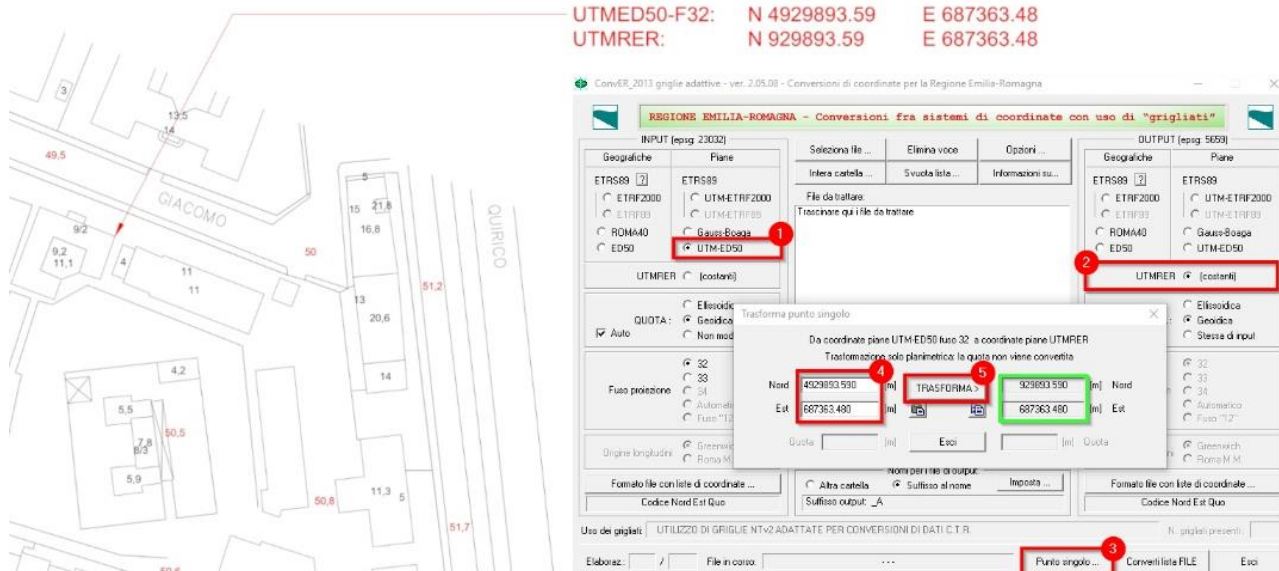 UTMED50-F32: N 4929893.59 E 687363.48
UTMRER: N 929893.59 E 687363.48
3
13,5
14
49,5
GIACOMO
9/2
9,2
11,1
4
11
11
50
5
15 21,8
16,8
QUIRICO
13
51,2
20,6
14
4,2
5,5
50,5
7,8
8/3
5,9
50,8
11,3 5
51,7
50,6
ConvER_2013 griglie adattive - ver. 2.05.08 - Conversioni di coordinate per la Regione Emilia-Romagna
REGIONE EMILIA-ROMAGNA - Conversioni fra sistemi di coordinate con uso di "grigliati"
INPUT (epsg: 23032)
Geografiche Piane
ETRS89 ? ETRS89
ETRF2000 UTM-ETRF2000
ETRF89 UTM-ETRF89
ROMA40 Gauss-Boaga
ED50 UTM-ED50
1
UTMRER (costanti)
QUOTA :
Auto
Ellissoidica
Geoidica
Non mod
Fuso proiezione
32
33
34
Automati
Fuso "12
Origine longitudini
Greenwic
Roma M
Formato file con liste di coordinate ...
Codice Nord Est Quo
Seleziona file ... Elimina voce Opzioni ...
Intera cartella ... Svuota lista ... Informazioni su...
File da trattare:
Trascinare qui i file da trattare
Trasforma punto singolo
Da coordinate piane UTM-ED50 fuso 32 a coordinate piane UTMRER
Trasformazione solo planimetrica: la quota non viene convertita
4
5
Nord 4929893.590 [m] TRASFORMA > 929893.590 [m] Nord
Est 687363.480 [m] 687363.480 [m] Est
Quota [m] Esci [m] Quota
Nomi per i file di output:
Altra cartella Suffisso al nome Imposta ...
Suffisso output: _A
OUTPUT (epsg: 5659)
Geografiche Piane
ETRS89 ? ETRS89
ETRF2000 UTM-ETRF2000
ETRF89 UTM-ETRF89
ROMA40 Gauss-Boaga
ED50 UTM-ED50
2
UTMRER (costanti)
Ellissoidica
Geoidica
Stessa di input
32
33
34
Automatico
Fuso "12"
Greenwich
Roma M.M.
Formato file con liste di coordinate ...
Codice Nord Est Quo
Uso dei grigliati: UTILIZZO DI GRIGLIE NTv2 ADATTATE PER CONVERSIONI DI DATI C.T.R. N. grigliati presenti:
3
Elaboraz.: / File in corso: ... Punto singolo ... Converti lista FILE Esci